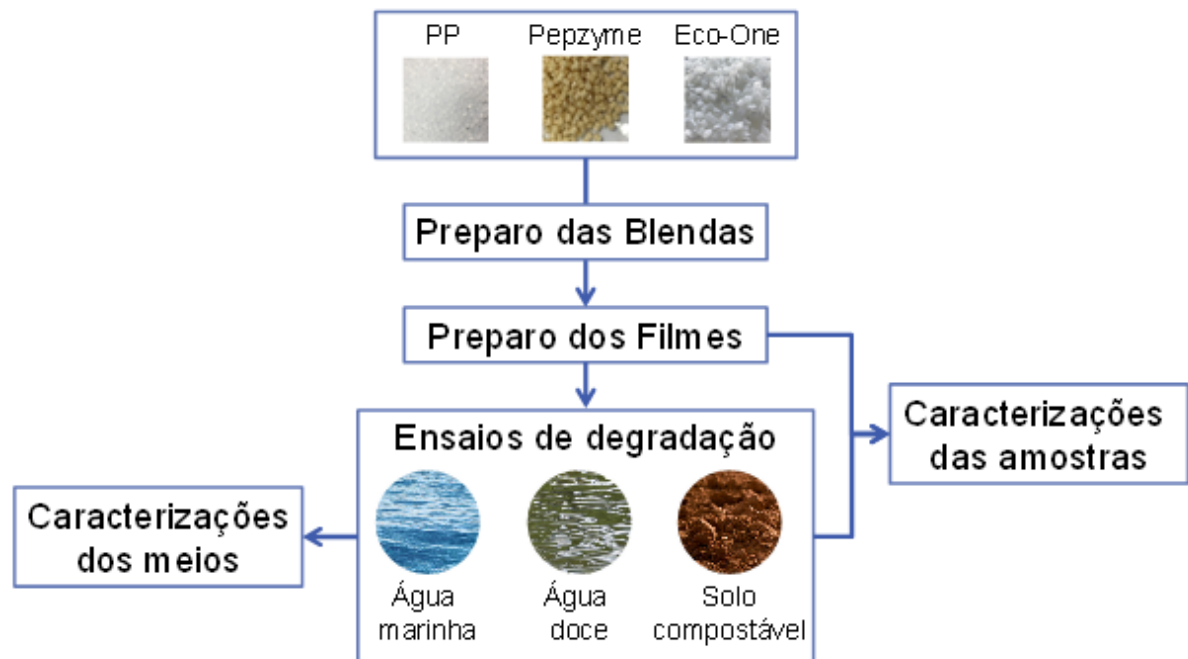 PP Pepzyme Eco-One
Preparo das Blendas
Preparo dos Filmes
Ensaios de degradação
Água Água Solo
marinha doce compostável
Caracterizações
das amostras
Caracterizações
dos meios